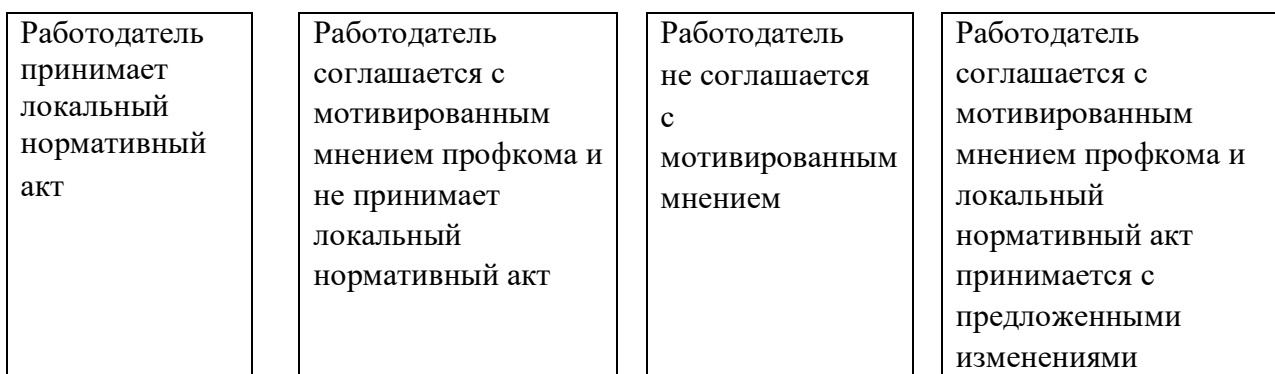 Работодатель
принимает
локальный
нормативный
акт
Работодатель
соглашается с
мотивированным
мнением профкома и
не принимает
локальный
нормативный акт
Работодатель
не соглашается
с
мотивированным
мнением
Работодатель
соглашается с
мотивированным
мнением профкома и
локальный
нормативный акт
принимается с
предложенными
изменениями